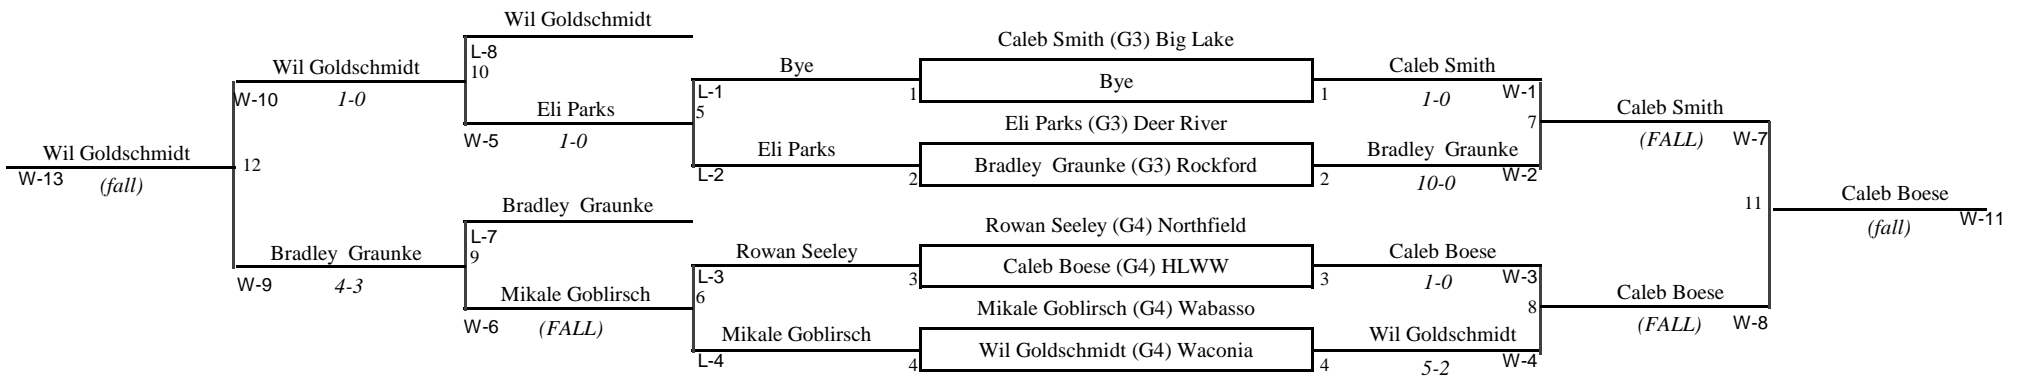 Wil Goldschmidt
L-8
10
Wil Goldschmidt
W-10
1-0
Eli Parks
W-5
1-0
Wil Goldschmidt
W-13
(fall)
12
Bradley Graunke
L-7
9
Bradley Graunke
W-9
4-3
Mikale Goblirsch
W-6
(FALL)
Bye
L-1
5
1
Eli Parks
L-2
2
Rowan Seeley
L-3
6
3
Mikale Goblirsch
L-4
4
Caleb Smith (G3) Big Lake
Bye
Eli Parks (G3) Deer River
Bradley Graunke (G3) Rockford
Rowan Seeley (G4) Northfield
Caleb Boese (G4) HLWW
Mikale Goblirsch (G4) Wabasso
Wil Goldschmidt (G4) Waconia
Caleb Smith
1
1-0
W-1
7
Bradley Graunke
2
10-0
W-2
Caleb Boese
3
1-0
W-3
8
Wil Goldschmidt
4
5-2
W-4
Caleb Smith
(FALL)
W-7
11
Caleb Boese
(FALL)
W-8
Caleb Boese
(fall)
W-11